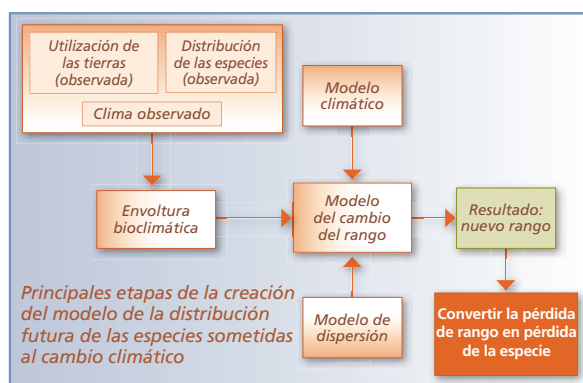 Utilización de
las tierras
(observada)
Distribución
de las especies
(observada)
Clima observado
Modelo
climático
Envoltura
bioclimática
Modelo
del cambio
del rango
Resultado:
nuevo rango
Principales etapas de la creación
del modelo de la distribución
futura de las especies sometidas
al cambio climático
Modelo de
dispersión
Convertir la pérdida
de rango en pérdida
de la especie